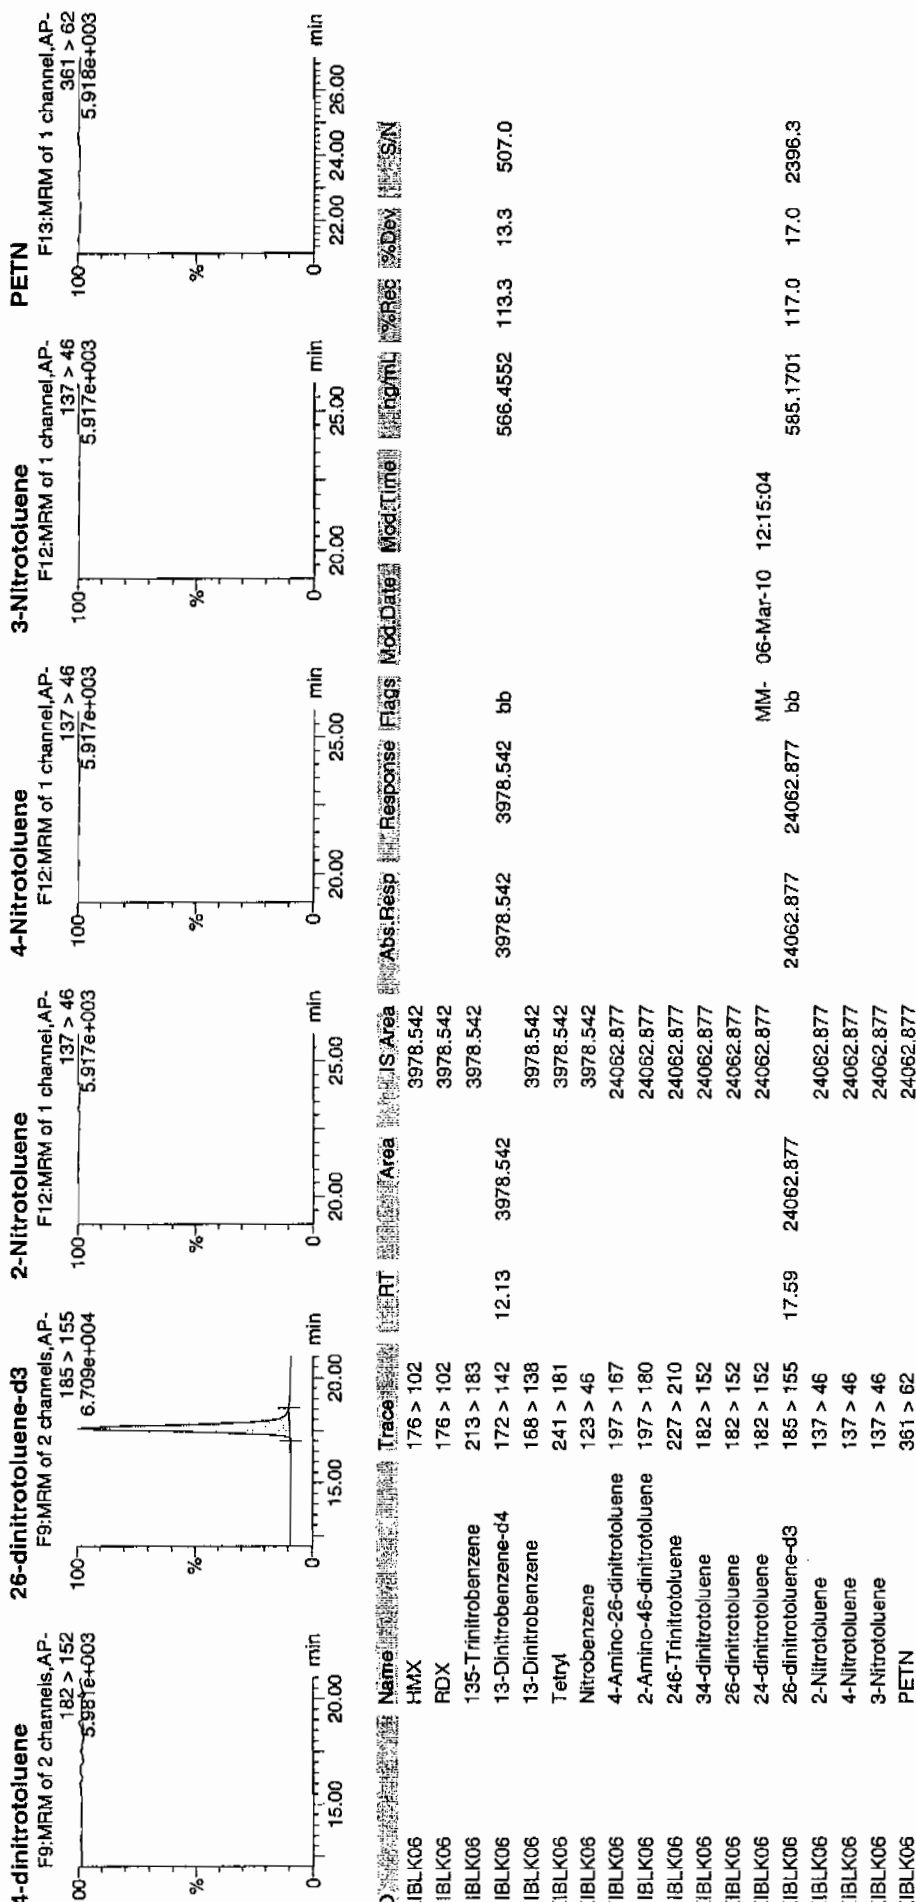 4-dinitrotoluene
F9:MRM of 2 channels,AP-
182 > 152
5.981e+003
100
%
0
15.00 20.00 min
26-dinitrotoluene-d3
F9:MRM of 2 channels,AP-
185 > 155
6.709e+004
100
%
0
15.00 20.00 min
2-Nitrotoluene
F12:MRM of 1 channel,AP-
137 > 46
5.917e+003
100
%
0
20.00 25.00 min
4-Nitrotoluene
F12:MRM of 1 channel,AP-
137 > 46
5.917e+003
100
%
0
20.00 25.00 min
3-Nitrotoluene
F12:MRM of 1 channel,AP-
137 > 46
5.917e+003
100
%
0
20.00 25.00 min
PETN
F13:MRM of 1 channel,AP-
361 > 62
5.918e+003
100
%
0
22.00 24.00 26.00 min
Name Trace RT Area IS Area Abs.Resp Response Flags Mod.Date Mod.Time ng/mL %Rec %Dev S/N
IBLK06 HMX 176 > 102 3978.542
IBLK06 RDX 176 > 102 3978.542
IBLK06 135-Trinitrobenzene 213 > 183 3978.542
IBLK06 13-Dinitrobenzene-d4 172 > 142 12.13 3978.542 3978.542 3978.542 bb 566.4552 113.3 13.3 507.0
IBLK06 13-Dinitrobenzene 168 > 138 3978.542
IBLK06 Tetryl 241 > 181 3978.542
IBLK06 Nitrobenzene 123 > 46 3978.542
IBLK06 4-Amino-26-dinitrotoluene 197 > 167 24062.877
IBLK06 2-Amino-46-dinitrotoluene 197 > 180 24062.877
IBLK06 246-Trinitrotoluene 227 > 210 24062.877
IBLK06 34-dinitrotoluene 182 > 152 24062.877
IBLK06 26-dinitrotoluene 182 > 152 24062.877
IBLK06 24-dinitrotoluene 182 > 152 24062.877 MM- 06-Mar-10 12:15:04
IBLK06 26-dinitrotoluene-d3 185 > 155 17.59 24062.877 24062.877 24062.877 bb 585.1701 117.0 17.0 2396.3
IBLK06 2-Nitrotoluene 137 > 46 24062.877
IBLK06 4-Nitrotoluene 137 > 46 24062.877
IBLK06 3-Nitrotoluene 137 > 46 24062.877
IBLK06 PETN 361 > 62 24062.877